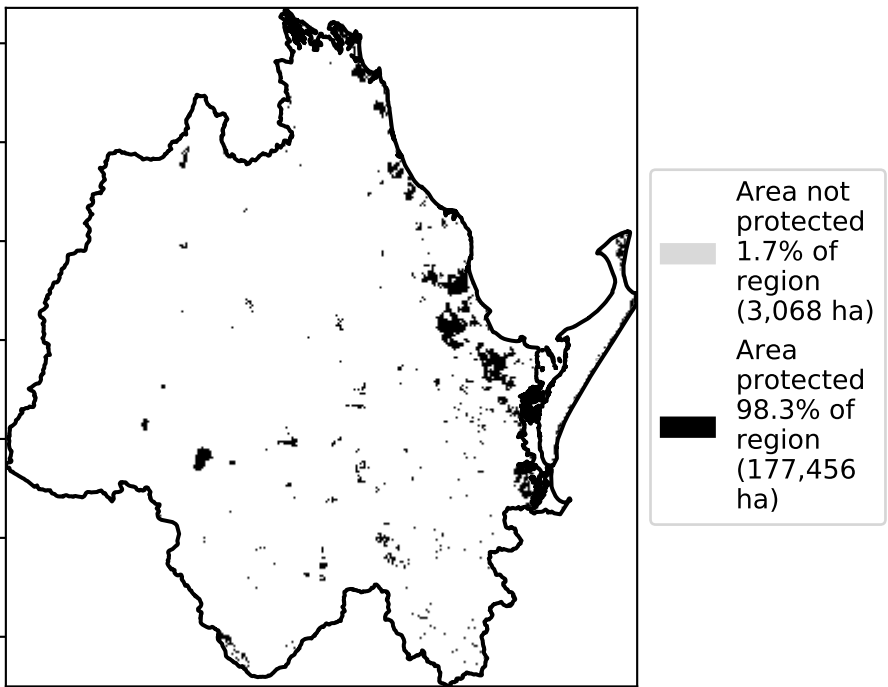 Area not
protected
1.7% of
region
(3,068 ha)
Area
protected
98.3% of
region
(177,456
ha)